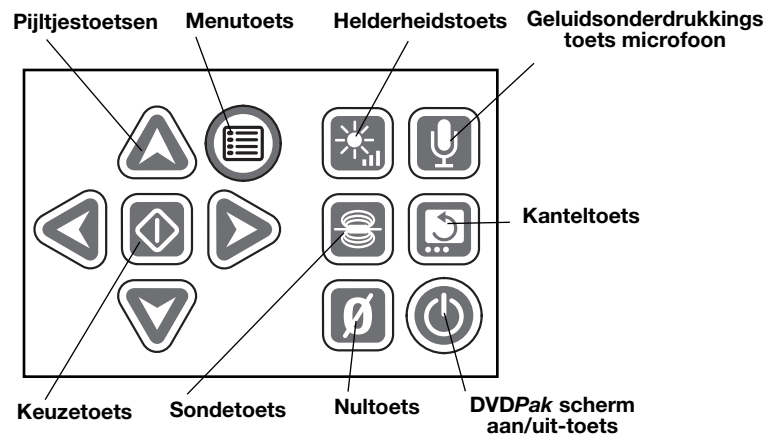 Pijltjestoetsen
Menutoets
Helderheidstoets
Geluidsonderdrukkings
toets microfoon
Kanteltoets
Keuzetoets
Sondetoets
Nultoets
DVDPak scherm
aan/uit-toets